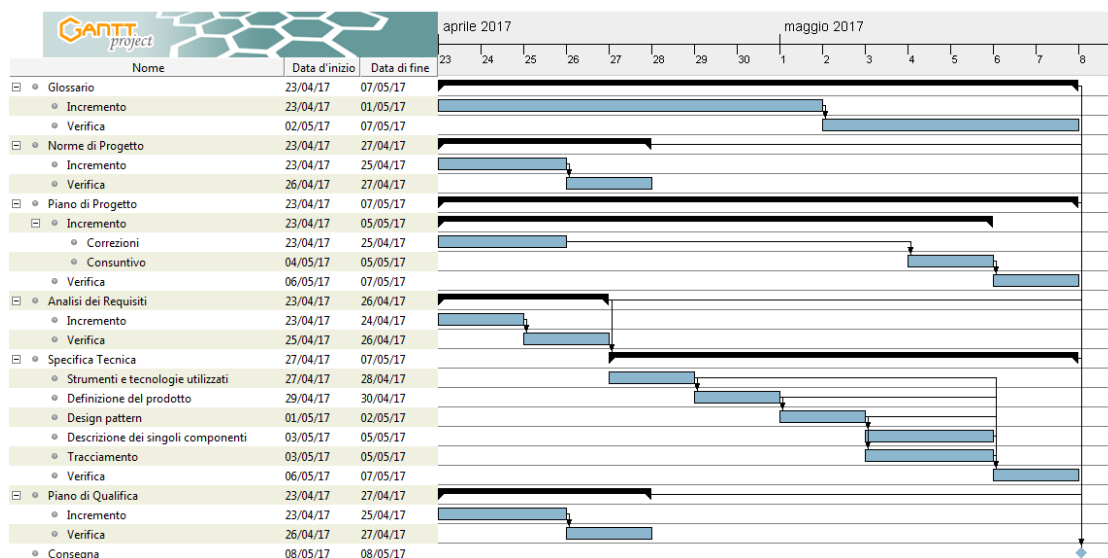 GANTT
project
aprile 2017 maggio 2017
Nome Data d'inizio Data di fine 23 24 25 26 27 28 29 30 1 2 3 4 5 6 7 8
Glossario 23/04/17 07/05/17
Incremento 23/04/17 01/05/17
Verifica 02/05/17 07/05/17
Norme di Progetto 23/04/17 27/04/17
Incremento 23/04/17 25/04/17
Verifica 26/04/17 27/04/17
Piano di Progetto 23/04/17 07/05/17
Incremento 23/04/17 05/05/17
Correzioni 23/04/17 25/04/17
Consuntivo 04/05/17 05/05/17
Verifica 06/05/17 07/05/17
Analisi dei Requisiti 23/04/17 26/04/17
Incremento 23/04/17 24/04/17
Verifica 25/04/17 26/04/17
Specifica Tecnica 27/04/17 07/05/17
Strumenti e tecnologie utilizzati 27/04/17 28/04/17
Definizione del prodotto 29/04/17 30/04/17
Design pattern 01/05/17 02/05/17
Descrizione dei singoli componenti 03/05/17 05/05/17
Tracciamento 03/05/17 05/05/17
Verifica 06/05/17 07/05/17
Piano di Qualifica 23/04/17 27/04/17
Incremento 23/04/17 25/04/17
Verifica 26/04/17 27/04/17
Consegna 08/05/17 08/05/17